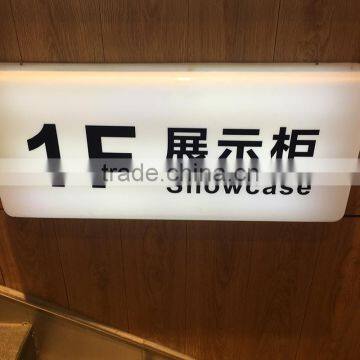 1F 展示柜
Showcase
trade.china.cn